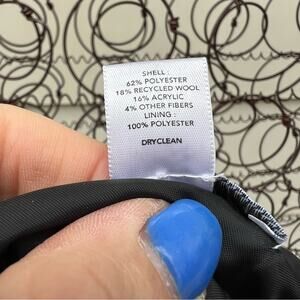 SHELL:
62% POLYESTER
18% RECYCLED WOOL
16% ACRYLIC
4% OTHER FIBERS
LINING:
100% POLYESTER
DRYCLEAN